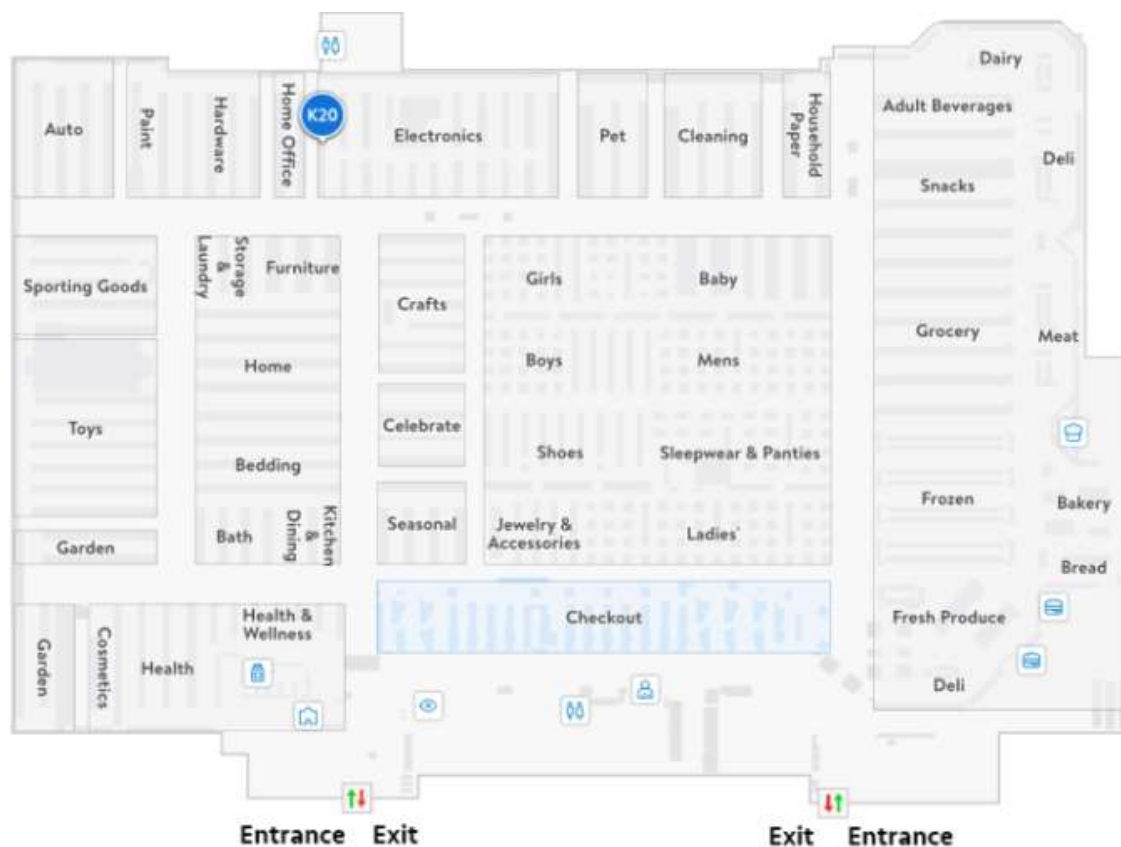 Dairy
Adult Beverages
Auto
Paint
Hardware
Home Office
K20
Electronics
Pet
Cleaning
Household
Paper
Deli
Snacks
Storage
&
Laundry
Furniture
Girls
Baby
Sporting Goods
Crafts
Grocery
Meat
Home
Boys
Mens
Toys
Celebrate
Shoes
Sleepwear & Panties
Bedding
Frozen
Bakery
Bath
Kitchen
&
Dining
Seasonal
Jewelry &
Accessories
Ladies'
Garden
Bread
Health &
Wellness
Checkout
Fresh Produce
Garden
Cosmetics
Health
Deli
Entrance
Exit
Exit
Entrance